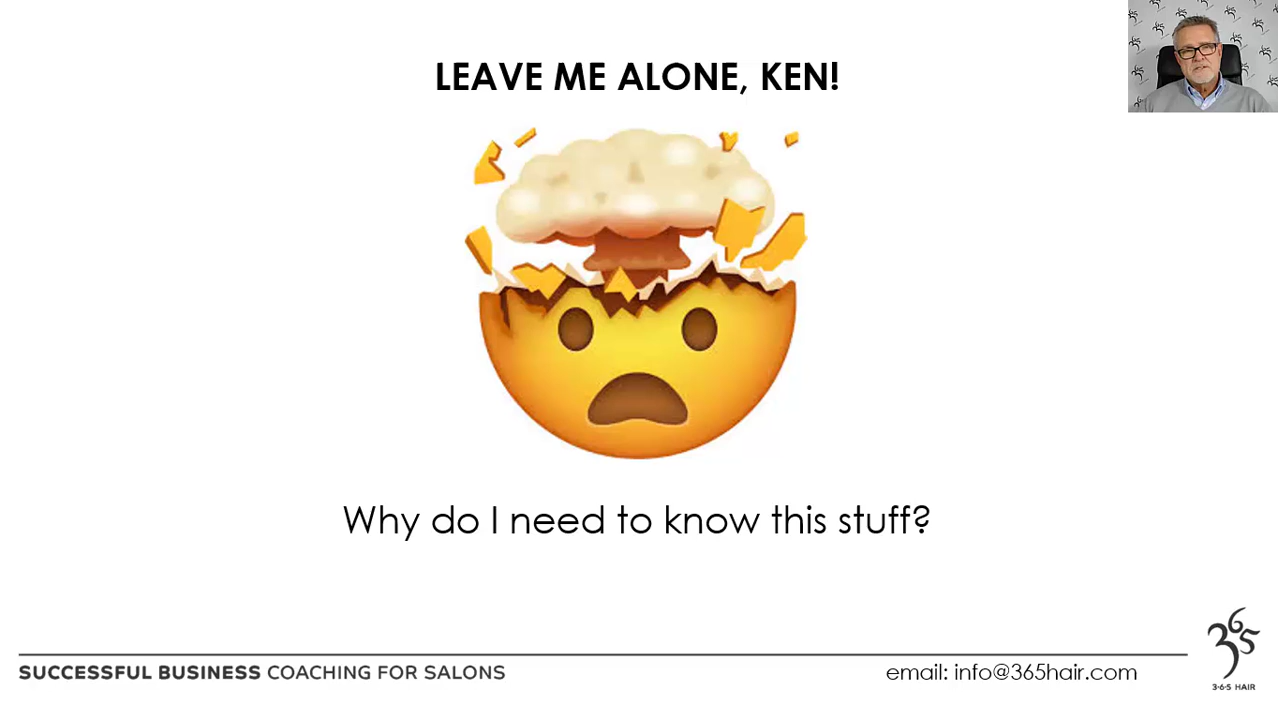 LEAVE ME ALONE, KEN!
Why do I need to know this stuff?
SUCCESSFUL BUSINESS COACHING FOR SALONS
email: info@365hair.com
365
3·6·5 HAIR